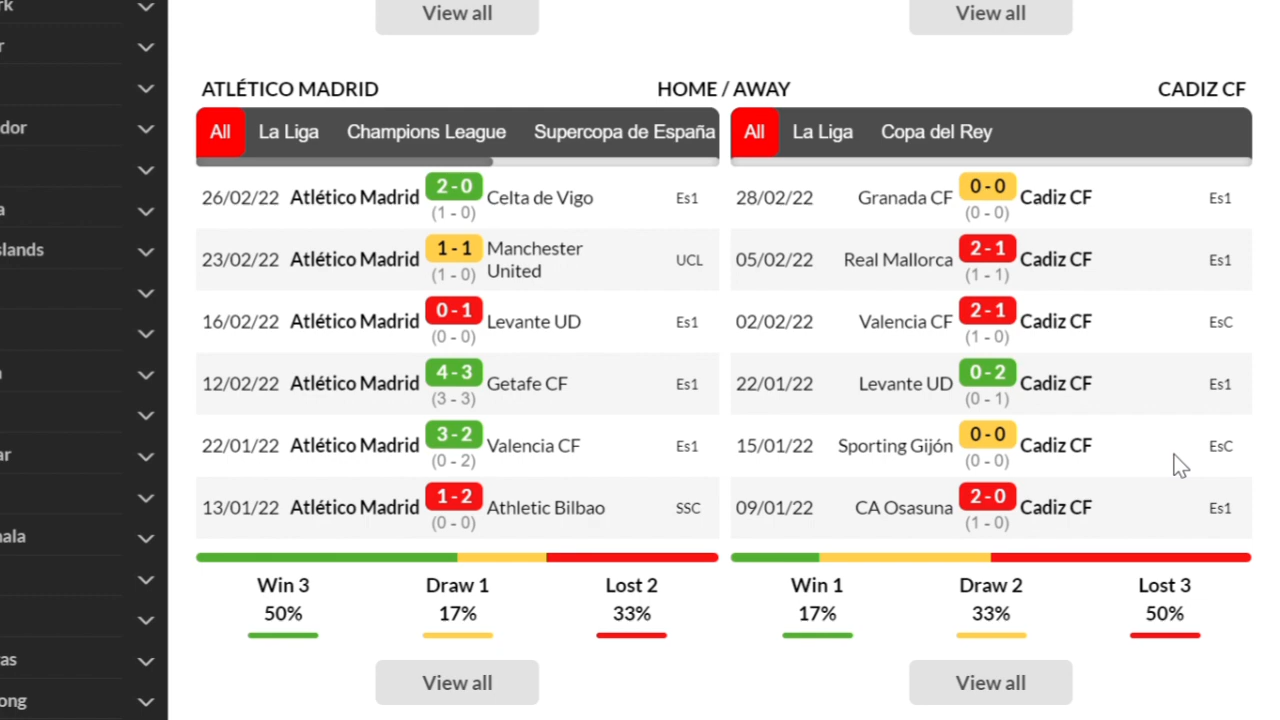 View all
View all
rk
r
dor
a
slands
ar
ala
as
ong
ATLÉTICO MADRID HOME / AWAY CADIZ CF
All La Liga Champions League Supercopa de España
26/02/22 Atlético Madrid 2 - 0 (1 - 0) Celta de Vigo Es1
23/02/22 Atlético Madrid 1 - 1 (1 - 0) Manchester United UCL
16/02/22 Atlético Madrid 0 - 1 (0 - 0) Levante UD Es1
12/02/22 Atlético Madrid 4 - 3 (3 - 3) Getafe CF Es1
22/01/22 Atlético Madrid 3 - 2 (0 - 2) Valencia CF Es1
13/01/22 Atlético Madrid 1 - 2 (0 - 0) Athletic Bilbao SSC
Win 3 Draw 1 Lost 2
50% 17% 33%
View all
All La Liga Copa del Rey
28/02/22 Granada CF 0 - 0 (0 - 0) Cadiz CF Es1
05/02/22 Real Mallorca 2 - 1 (1 - 1) Cadiz CF Es1
02/02/22 Valencia CF 2 - 1 (1 - 0) Cadiz CF EsC
22/01/22 Levante UD 0 - 2 (0 - 1) Cadiz CF Es1
15/01/22 Sporting Gijón 0 - 0 (0 - 0) Cadiz CF EsC
09/01/22 CA Osasuna 2 - 0 (1 - 0) Cadiz CF Es1
Win 1 Draw 2 Lost 3
17% 33% 50%
View all